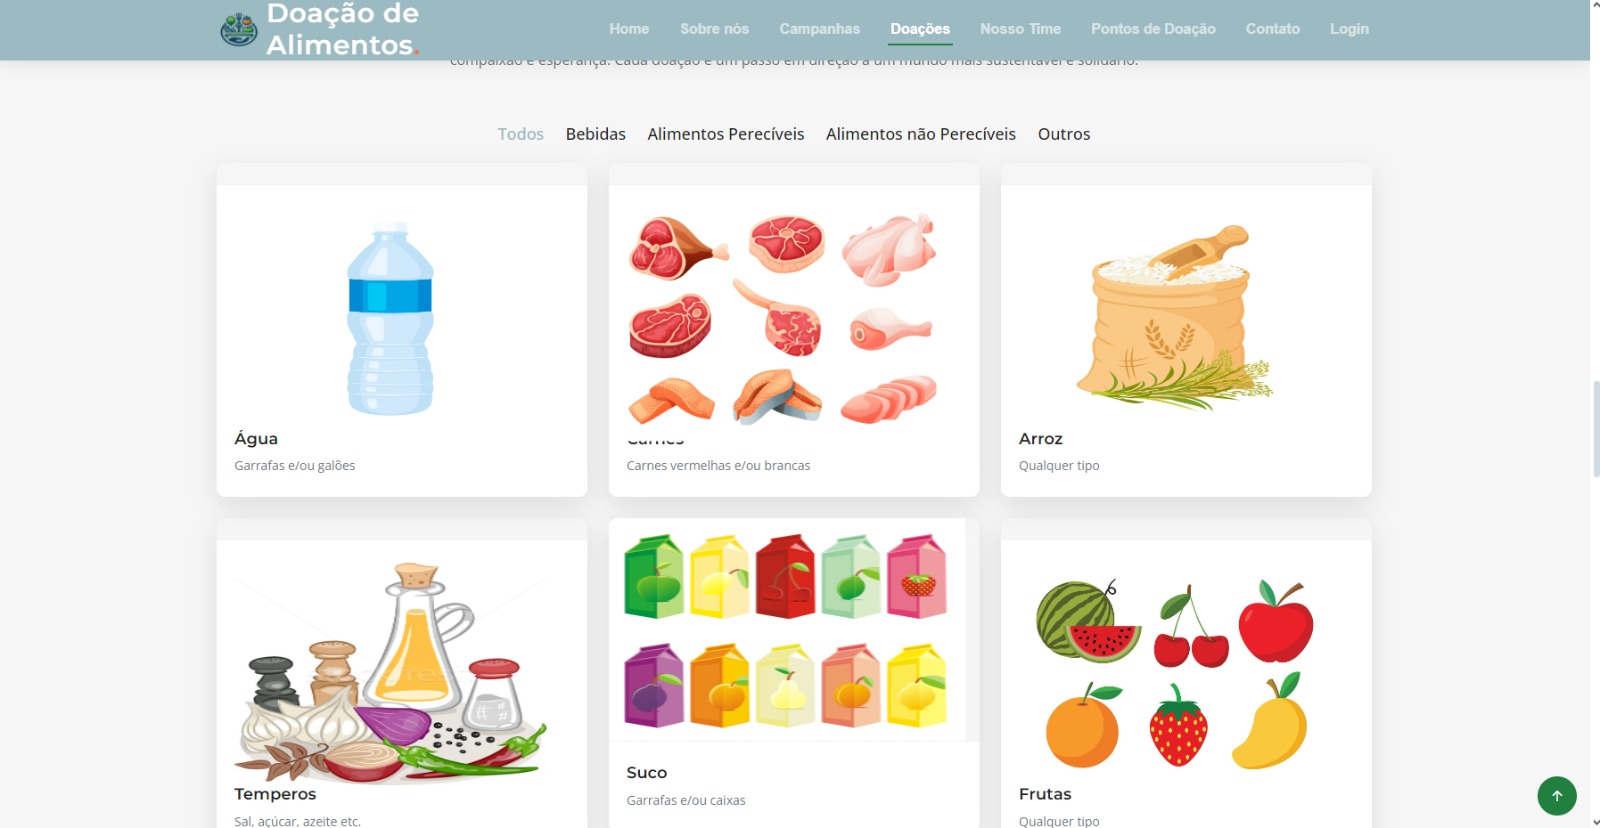 Doação de
Alimentos.
Home Sobre nós Campanhas Doações Nosso Time Pontos de Doação Contato Login
compaixão e esperança. Cada doação é um passo em direção a um mundo mais sustentável e solidário.
Todos Bebidas Alimentos Perecíveis Alimentos não Perecíveis Outros
Água
Garrafas e/ou galões
Carnes
Carnes vermelhas e/ou brancas
Arroz
Qualquer tipo
Temperos
Sal, açúcar, azeite etc.
Suco
Garrafas e/ou caixas
Frutas
Qualquer tipo